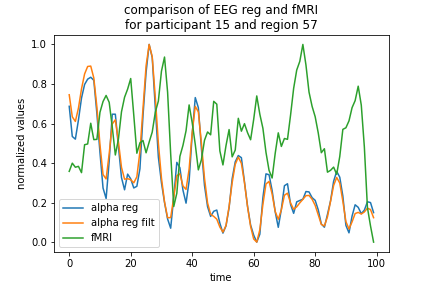 comparison of EEG reg and fMRI
for participant 15 and region 57
normalized values
1.0
0.8
0.6
0.4
0.2
0.0
alpha reg
alpha reg filt
fMRI
0
20
40
60
80
100
time